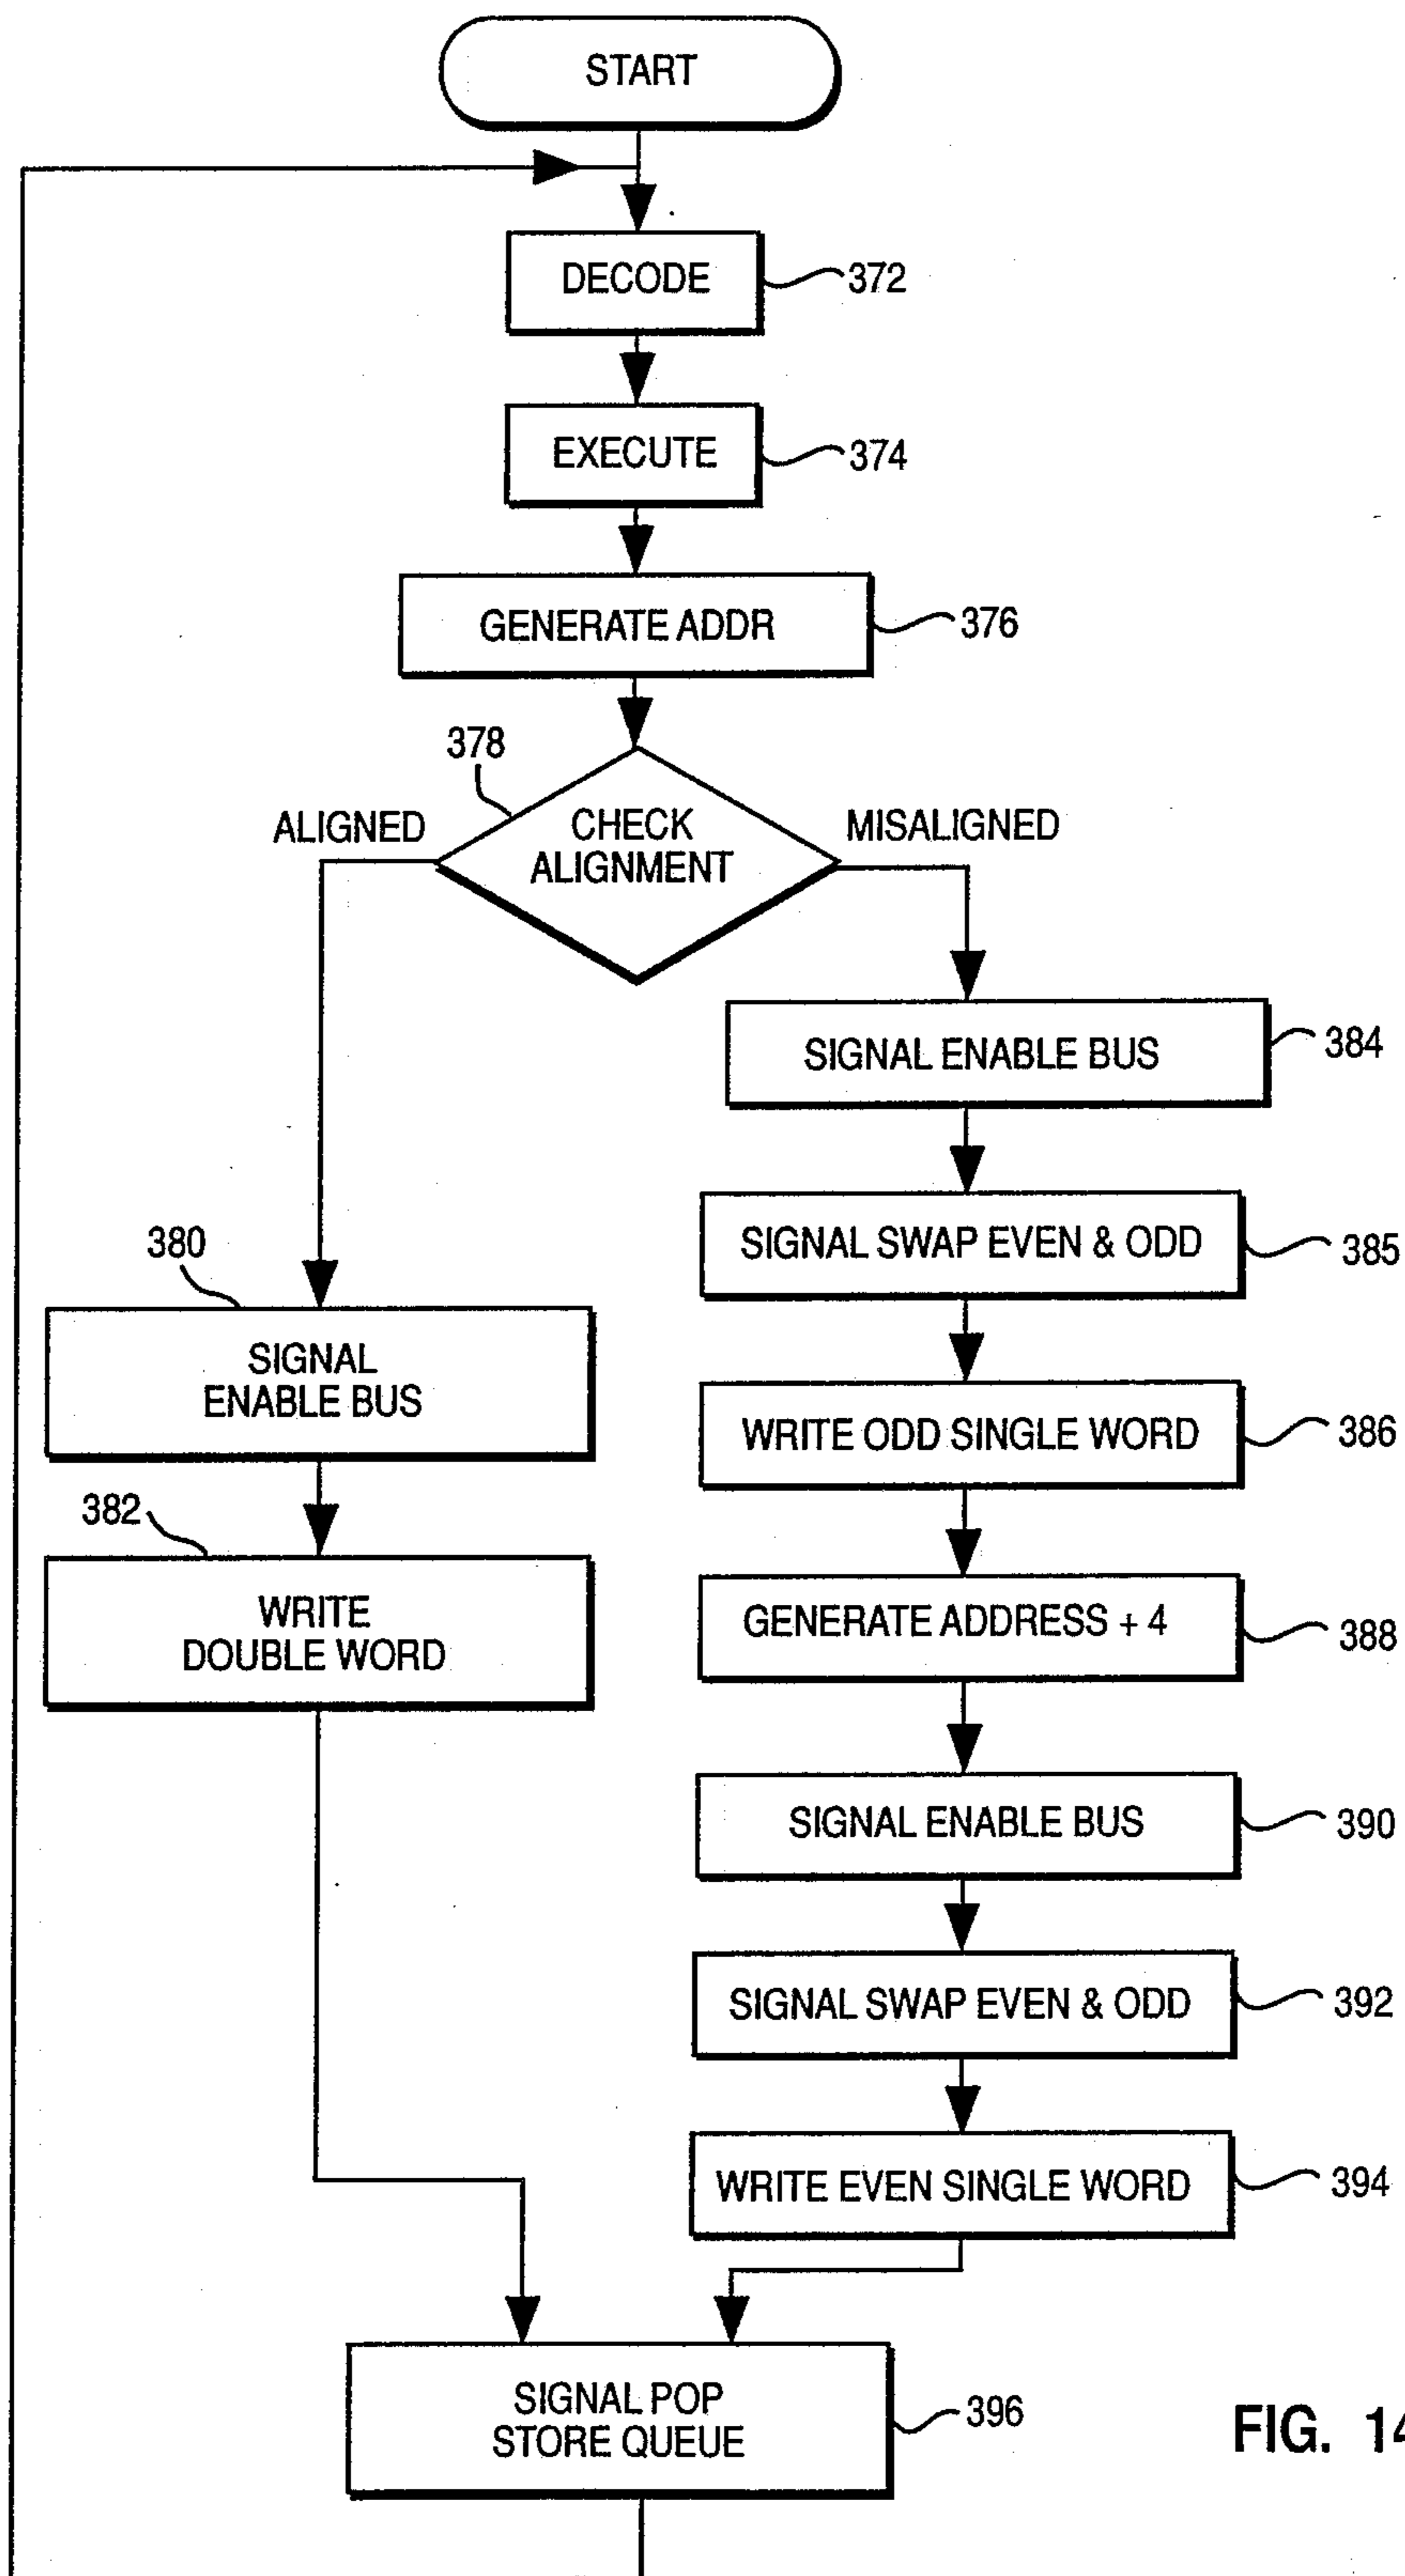 START
DECODE
372
EXECUTE
374
GENERATE ADDR
376
378
ALIGNED
CHECK
ALIGNMENT
MISALIGNED
SIGNAL ENABLE BUS
384
SIGNAL SWAP EVEN & ODD
385
380
SIGNAL
ENABLE BUS
WRITE ODD SINGLE WORD
386
382
WRITE
DOUBLE WORD
GENERATE ADDRESS + 4
388
SIGNAL ENABLE BUS
390
SIGNAL SWAP EVEN & ODD
392
WRITE EVEN SINGLE WORD
394
SIGNAL POP
STORE QUEUE
396
FIG. 14